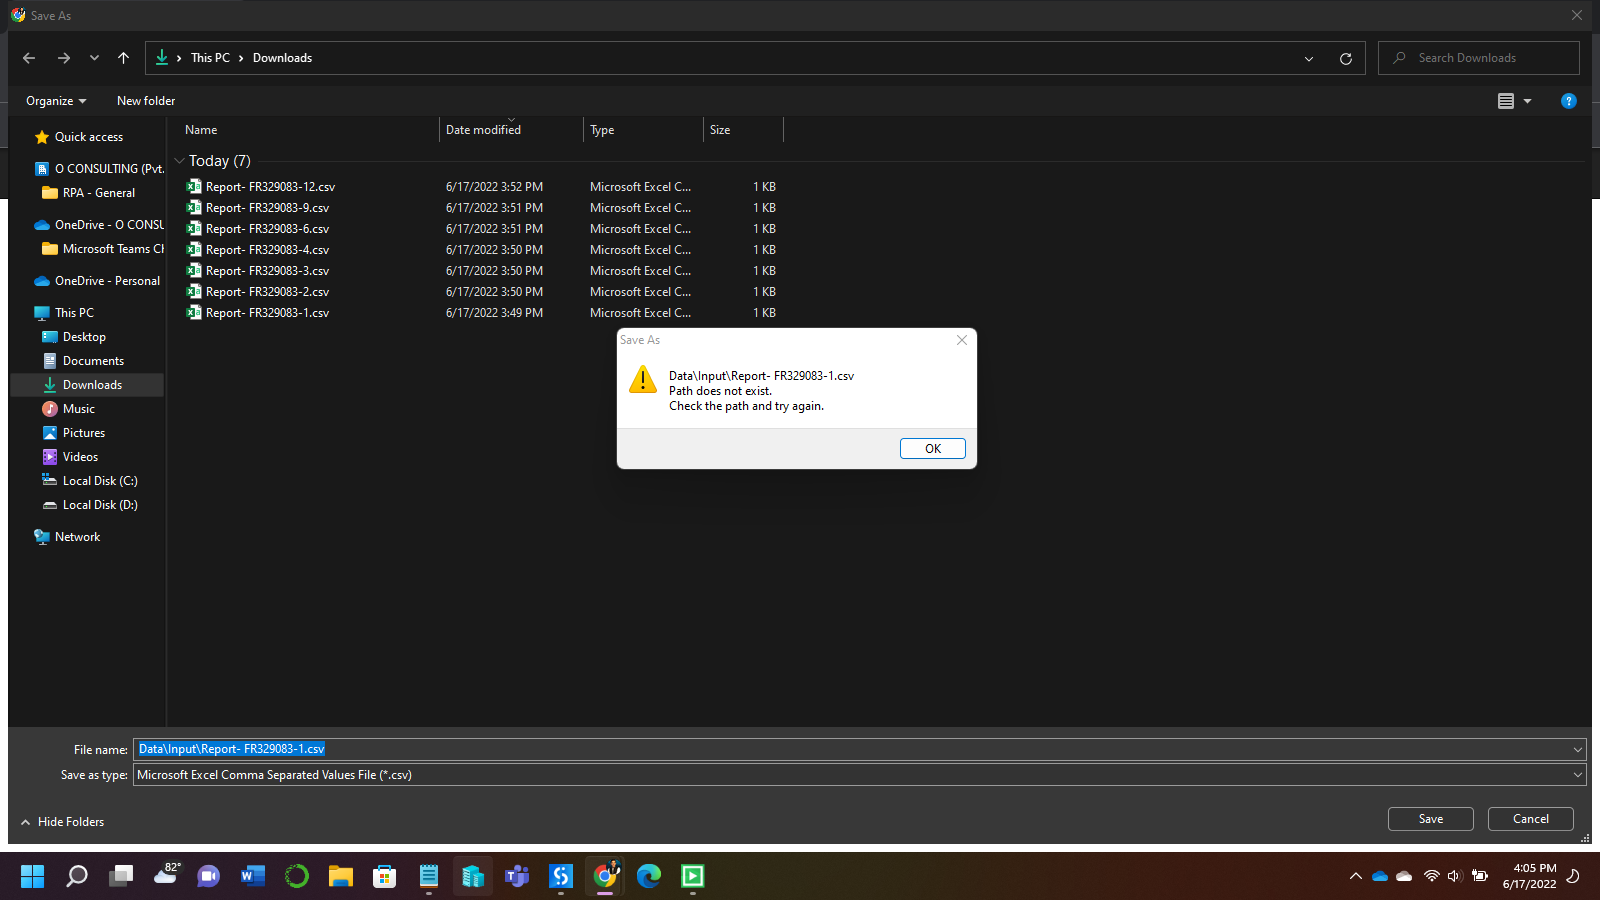 Save As
This PC > Downloads
Search Downloads
Organize
New folder
Name
Date modified
Type
Size
Quick access
O CONSULTING (Pvt.
RPA - General
OneDrive - O CONSU
Microsoft Teams Ch
OneDrive - Personal
This PC
Desktop
Documents
Downloads
Music
Pictures
Videos
Local Disk (C:)
Local Disk (D:)
Network
Today (7)
Report- FR329083-12.csv 6/17/2022 3:52 PM Microsoft Excel C... 1 KB
Report- FR329083-9.csv 6/17/2022 3:51 PM Microsoft Excel C... 1 KB
Report- FR329083-6.csv 6/17/2022 3:51 PM Microsoft Excel C... 1 KB
Report- FR329083-4.csv 6/17/2022 3:50 PM Microsoft Excel C... 1 KB
Report- FR329083-3.csv 6/17/2022 3:50 PM Microsoft Excel C... 1 KB
Report- FR329083-2.csv 6/17/2022 3:50 PM Microsoft Excel C... 1 KB
Report- FR329083-1.csv 6/17/2022 3:49 PM Microsoft Excel C... 1 KB
Save As
Data\Input\Report- FR329083-1.csv
Path does not exist.
Check the path and try again.
OK
File name: Data\Input\Report- FR329083-1.csv
Save as type: Microsoft Excel Comma Separated Values File (*.csv)
Hide Folders
Save
Cancel
82°
4:05 PM
6/17/2022